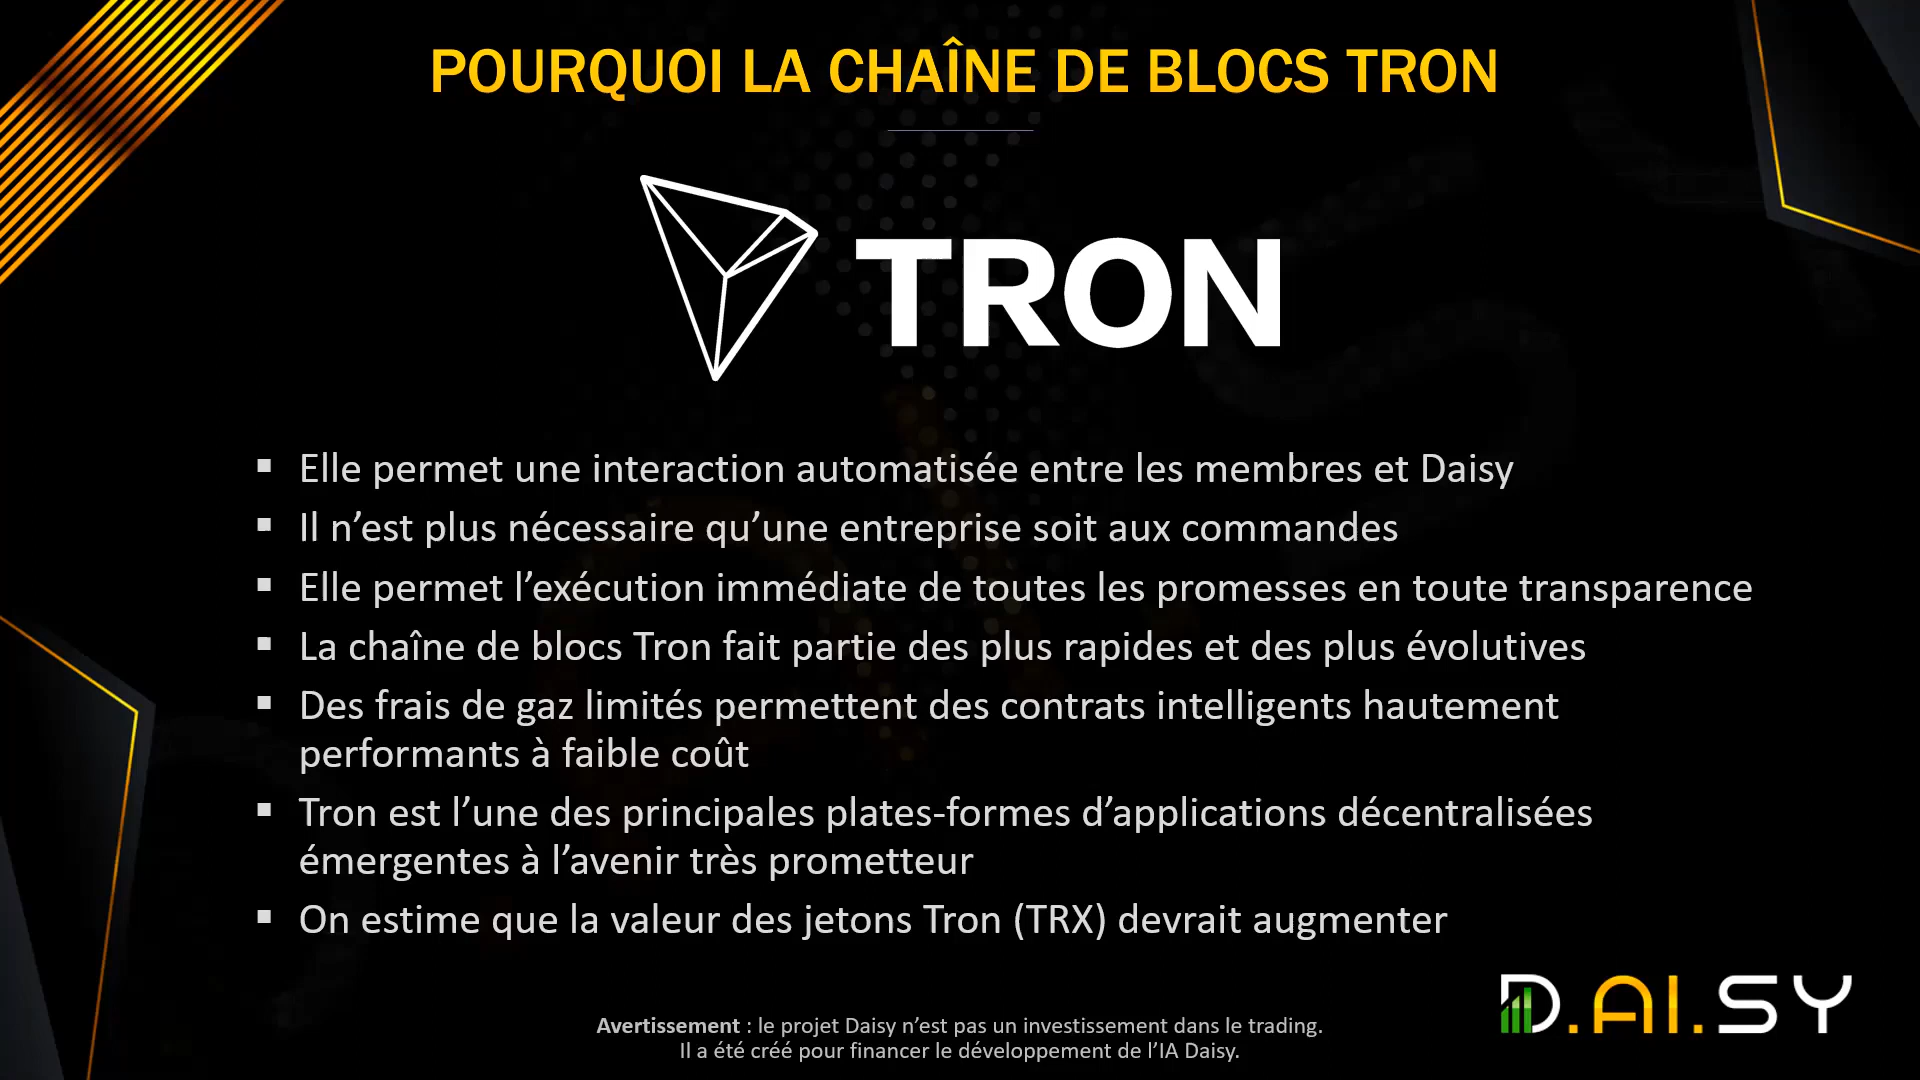 POURQUOI LA CHAÎNE DE BLOCS TRON
TRON
▪ Elle permet une interaction automatisée entre les membres et Daisy
▪ Il n’est plus nécessaire qu’une entreprise soit aux commandes
▪ Elle permet l’exécution immédiate de toutes les promesses en toute transparence
▪ La chaîne de blocs Tron fait partie des plus rapides et des plus évolutives
▪ Des frais de gaz limités permettent des contrats intelligents hautement
performants à faible coût
▪ Tron est l’une des principales plates-formes d’applications décentralisées
émergentes à l’avenir très prometteur
▪ On estime que la valeur des jetons Tron (TRX) devrait augmenter
D.AI.SY
Avertissement : le projet Daisy n’est pas un investissement dans le trading.
Il a été créé pour financer le développement de l’IA Daisy.